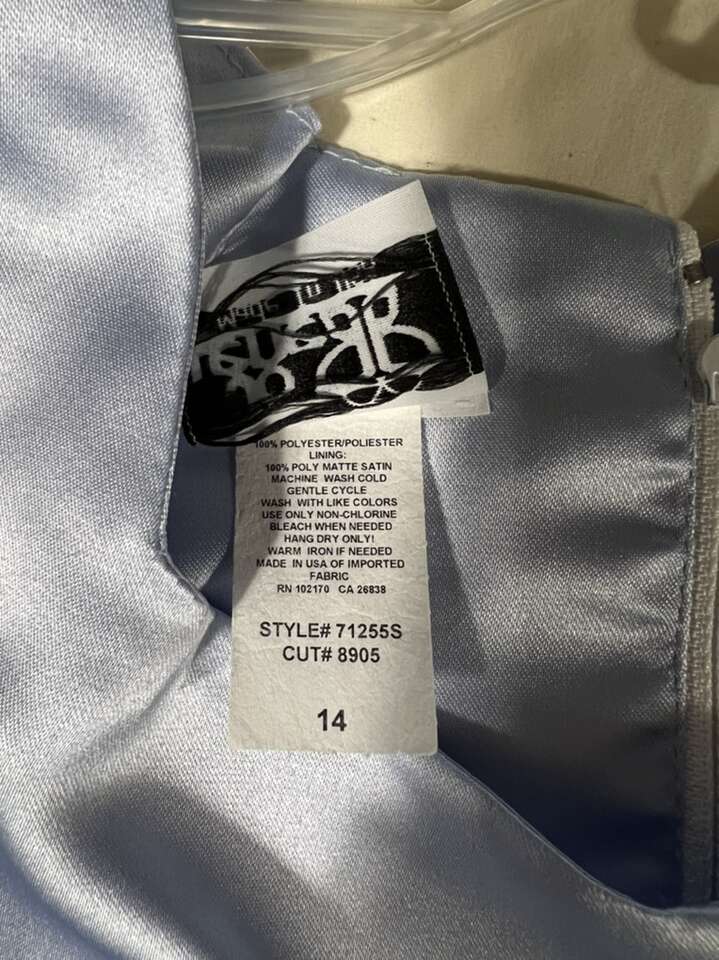 100% POLYESTER/POLIESTER
LINING:
100% POLY MATTE SATIN
MACHINE WASH COLD
GENTLE CYCLE
WASH WITH LIKE COLORS
USE ONLY NON-CHLORINE
BLEACH WHEN NEEDED
HANG DRY ONLY!
WARM IRON IF NEEDED
MADE IN USA OF IMPORTED
FABRIC
RN 102170 CA 26838
STYLE# 71255S
CUT# 8905
14